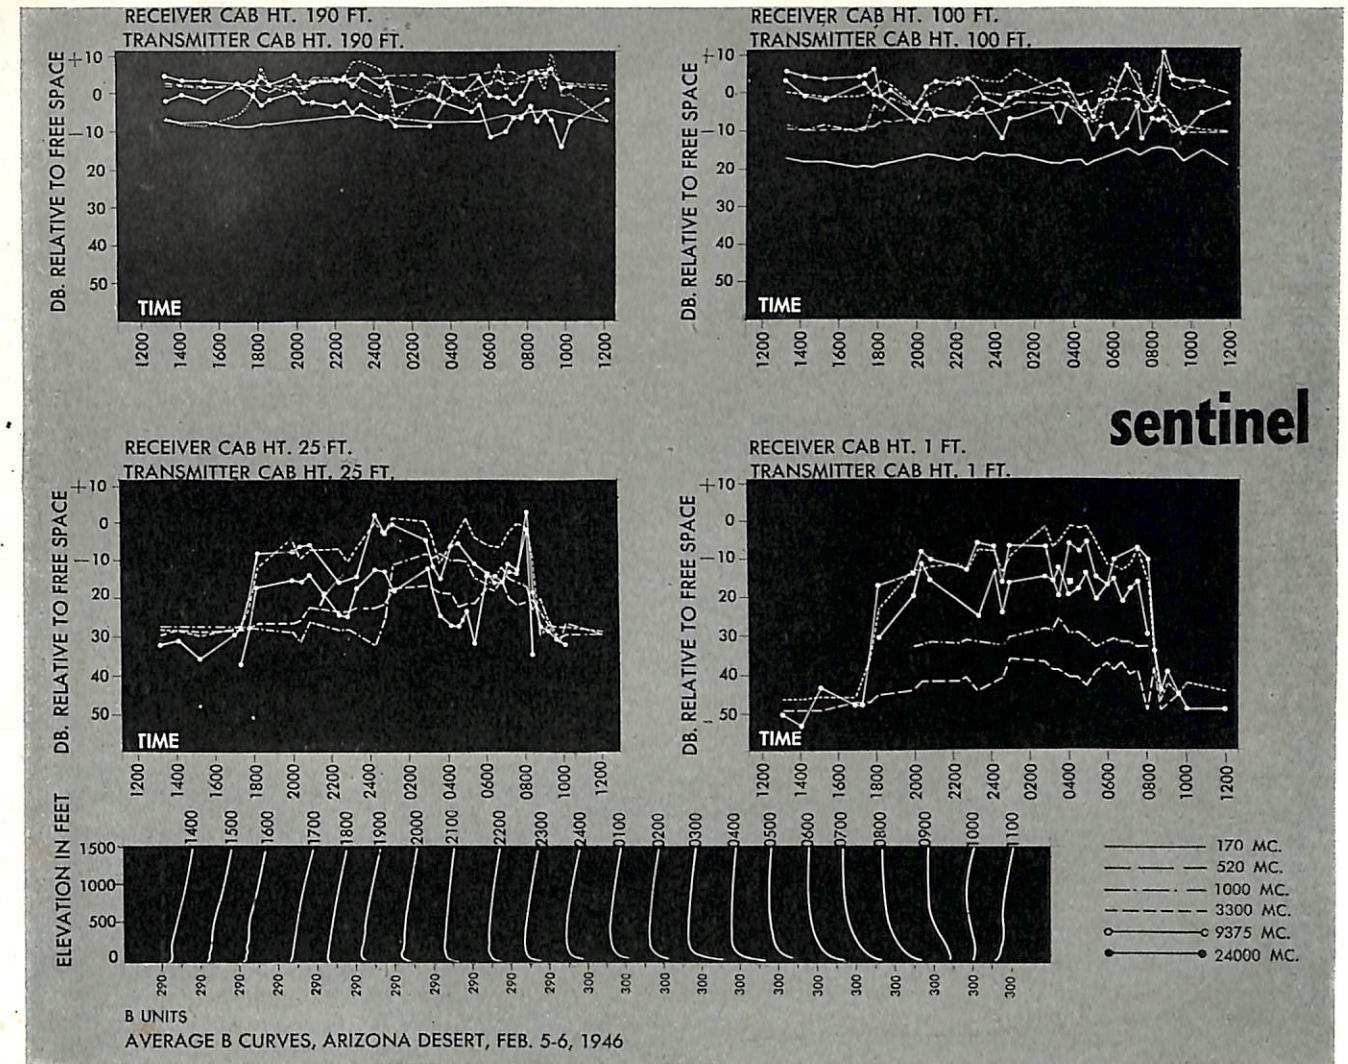 RECEIVER CAB HT. 190 FT.
TRANSMITTER CAB HT. 190 FT.
DB. RELATIVE TO FREE SPACE
+10
0
—10
20
30
40
50
TIME
1200 1400 1600 1800 2000 2200 2400 0200 0400 0600 0800 1000 1200
RECEIVER CAB HT. 100 FT.
TRANSMITTER CAB HT. 100 FT.
DB. RELATIVE TO FREE SPACE
+10
0
—10
20
30
40
50
TIME
1200 1400 1600 1800 2000 2200 2400 0200 0400 0600 0800 1000 1200
sentinel
RECEIVER CAB HT. 25 FT.
TRANSMITTER CAB HT. 25 FT.
DB. RELATIVE TO FREE SPACE
+10
0
—10
20
30
40
50
TIME
1200 1400 1600 1800 2000 2200 2400 0200 0400 0600 0800 1000 1200
RECEIVER CAB HT. 1 FT.
TRANSMITTER CAB HT. 1 FT.
DB. RELATIVE TO FREE SPACE
+10
0
—10
20
30
40
50
TIME
1200 1400 1600 1800 2000 2200 2400 0200 0400 0600 0800 1000 1200
ELEVATION IN FEET
1500
1000
500
0
1400 1500 1600 1700 1800 1900 2000 2100 2200 2300 2400 0100 0200 0300 0400 0500 0600 0700 0800 0900 1000 1100
290 290 290 290 290 290 290 290 290 290 290 300 300 300 300 300 300 300 300 300 300 300
B UNITS
AVERAGE B CURVES, ARIZONA DESERT, FEB. 5-6, 1946
170 MC.
520 MC.
1000 MC.
3300 MC.
9375 MC.
24000 MC.